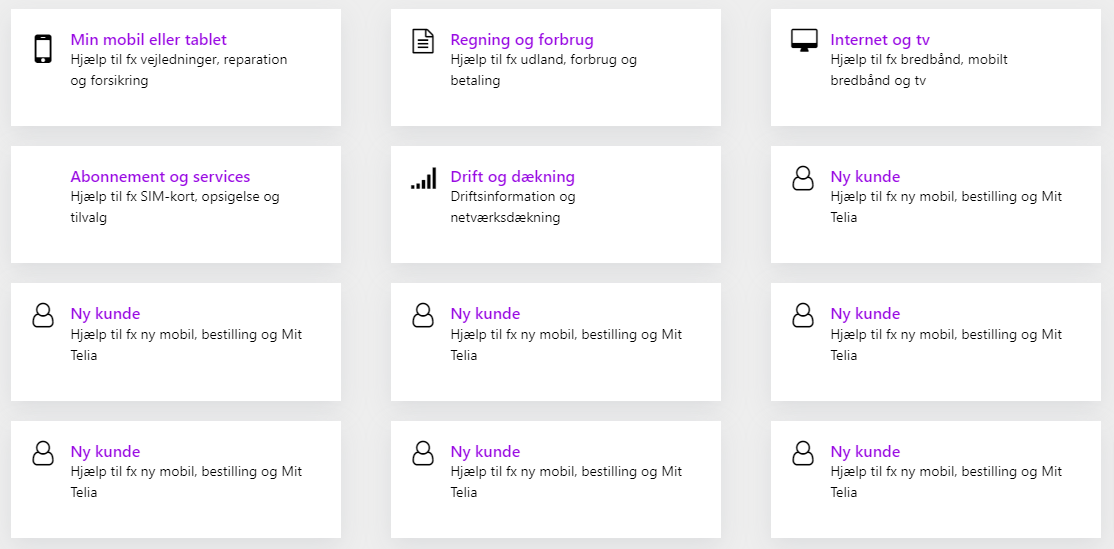 Min mobil eller tablet
Hjælp til fx vejledninger, reparation
og forsikring
Regning og forbrug
Hjælp til fx udland, forbrug og
betaling
Internet og tv
Hjælp til fx bredbånd, mobilt
bredbånd og tv
Abonnement og services
Hjælp til fx SIM-kort, opsigelse og
tilvalg
Drift og dækning
Driftsinformation og
netværksdækning
Ny kunde
Hjælp til fx ny mobil, bestilling og Mit
Telia
Ny kunde
Hjælp til fx ny mobil, bestilling og Mit
Telia
Ny kunde
Hjælp til fx ny mobil, bestilling og Mit
Telia
Ny kunde
Hjælp til fx ny mobil, bestilling og Mit
Telia
Ny kunde
Hjælp til fx ny mobil, bestilling og Mit
Telia
Ny kunde
Hjælp til fx ny mobil, bestilling og Mit
Telia
Ny kunde
Hjælp til fx ny mobil, bestilling og Mit
Telia